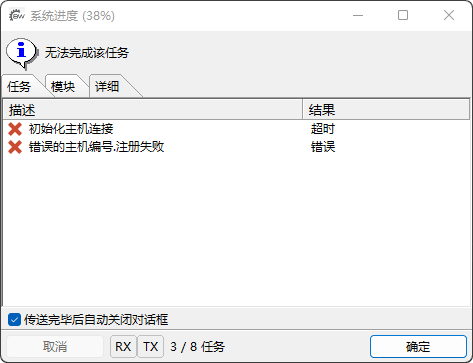 BW 系统进度 (38%)
无法完成该任务
任务 模块 详细
描述 结果
初始化主机连接 超时
错误的主机编号.注册失败 错误
传送完毕后自动关闭对话框
取消 RX TX 3 / 8 任务 确定